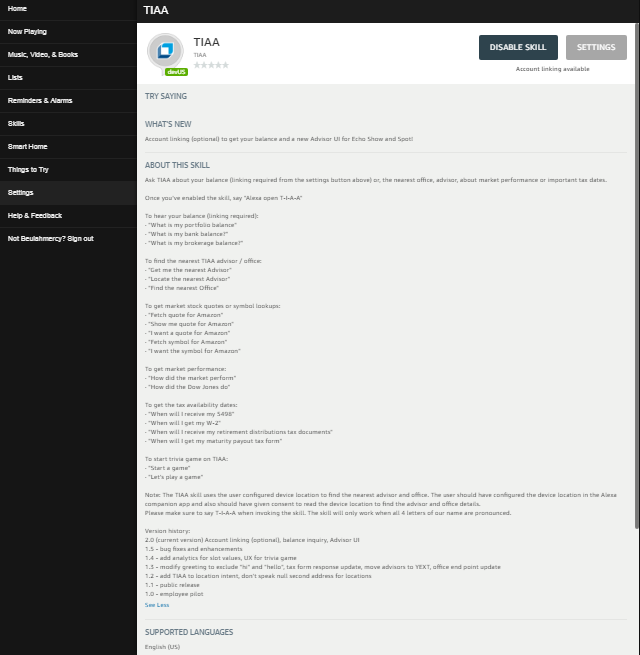 Home
Now Playing
Music, Video, & Books
Lists
Reminders & Alarms
Skills
Smart Home
Things to Try
Settings
Help & Feedback
Not Beulahmercy? Sign out
TIAA
devUS
TIAA
TIAA
DISABLE SKILL
SETTINGS
Account linking available
TRY SAYING
WHAT'S NEW
Account linking (optional) to get your balance and a new Advisor UI for Echo Show and Spot!
ABOUT THIS SKILL
Ask TIAA about your balance (linking required from the settings button above) or, the nearest office, advisor, about market performance or important tax dates.
Once you've enabled the skill, say "Alexa open T-I-A-A"
To hear your balance (linking required):
- "What is my portfolio balance"
- "What is my bank balance?"
- "What is my brokerage balance?"
To find the nearest TIAA advisor / office:
- "Get me the nearest Advisor"
- "Locate the nearest Advisor"
- "Find the nearest Office"
To get market stock quotes or symbol lookups:
- "Fetch quote for Amazon"
- "Show me quote for Amazon"
- "I want a quote for Amazon"
- "Fetch symbol for Amazon"
- "I want the symbol for Amazon"
To get market performance:
- "How did the market perform"
- "How did the Dow Jones do"
To get the tax availability dates:
- "When will I receive my 5498"
- "When will I get my W-2"
- "When will I receive my retirement distributions tax documents"
- "When will I get my maturity payout tax form"
To start trivia game on TIAA:
- "Start a game"
- "Let's play a game"
Note: The TIAA skill uses the user configured device location to find the nearest advisor and office. The user should have configured the device location in the Alexa
companion app and also should have given consent to read the device location to find the advisor and office details.
Please make sure to say T-I-A-A when invoking the skill. The skill will only work when all 4 letters of our name are pronounced.
Version history:
2.0 (current version) Account linking (optional), balance inquiry, Advisor UI
1.5 - bug fixes and enhancements
1.4 - add analytics for slot values, UX for trivia game
1.3 - modify greeting to exclude "hi" and "hello", tax form response update, move advisors to YEXT, office end point update
1.2 - add TIAA to location intent, don't speak null second address for locations
1.1 - public release
1.0 - employee pilot
See Less
SUPPORTED LANGUAGES
English (US)